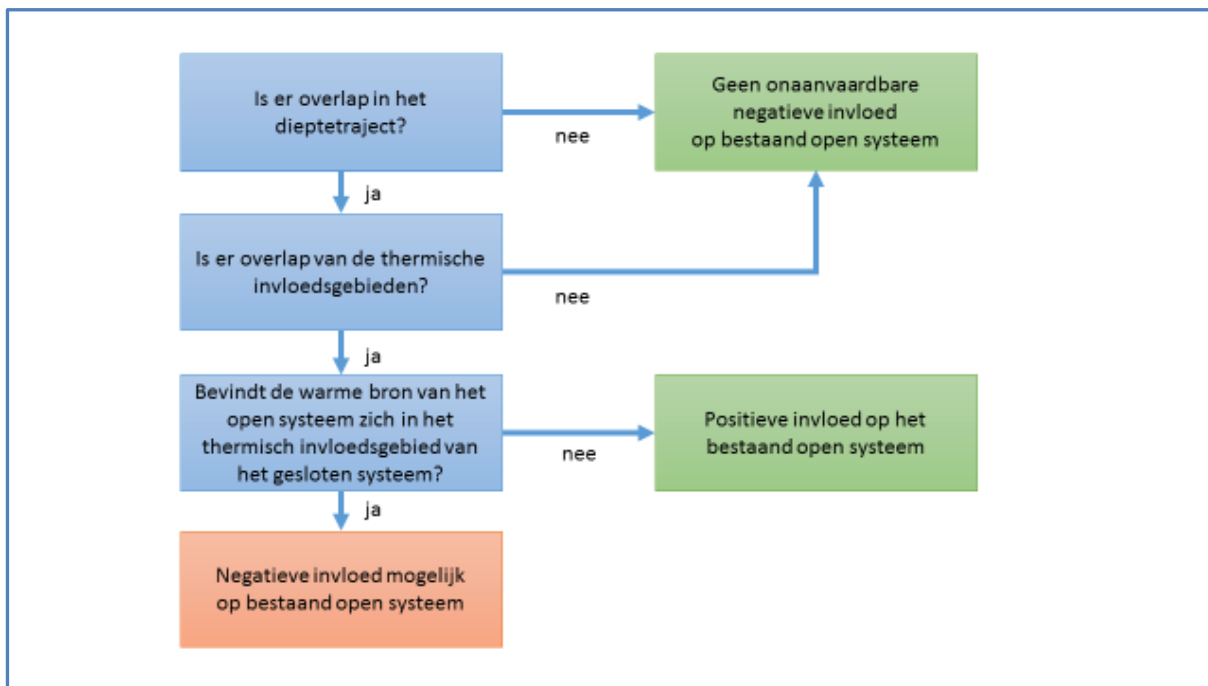 Is er overlap in het
dieptetraject?
nee
Geen onaanvaardbare
negatieve invloed
op bestaand open systeem
ja
Is er overlap van de thermische
invloedsgebieden?
nee
ja
Bevindt de warme bron van het
open systeem zich in het
thermisch invloedsgebied van
het gesloten systeem?
nee
Positieve invloed op het
bestaand open systeem
ja
Negatieve invloed mogelijk
op bestaand open systeem